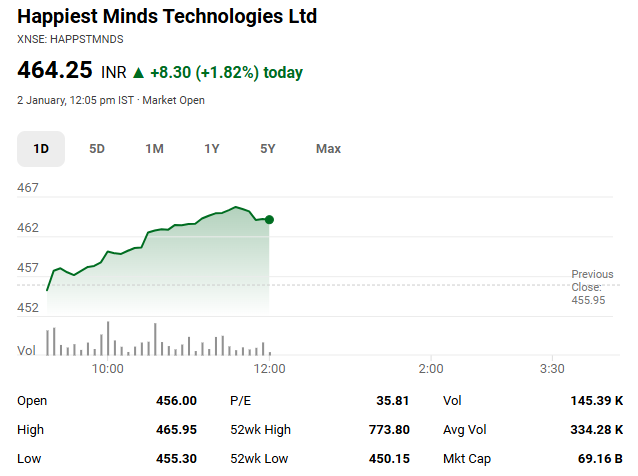 Happiest Minds Technologies Ltd
XNSE: HAPPSTMNDS
464.25 INR ▲ +8.30 (+1.82%) today
2 January, 12:05 pm IST · Market Open
1D 5D 1M 1Y 5Y Max
467
462
457
Previous
Close:
455.95
452
Vol
10:00 12:00 2:00 3:30
Open 456.00 P/E 35.81 Vol 145.39 K
High 465.95 52wk High 773.80 Avg Vol 334.28 K
Low 455.30 52wk Low 450.15 Mkt Cap 69.16 B